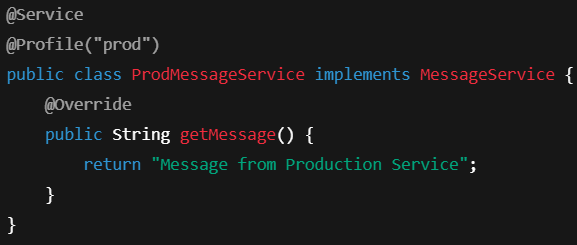 @Service
@Profile("prod")
public class ProdMessageService implements MessageService {
    @Override
    public String getMessage() {
        return "Message from Production Service";
    }
}